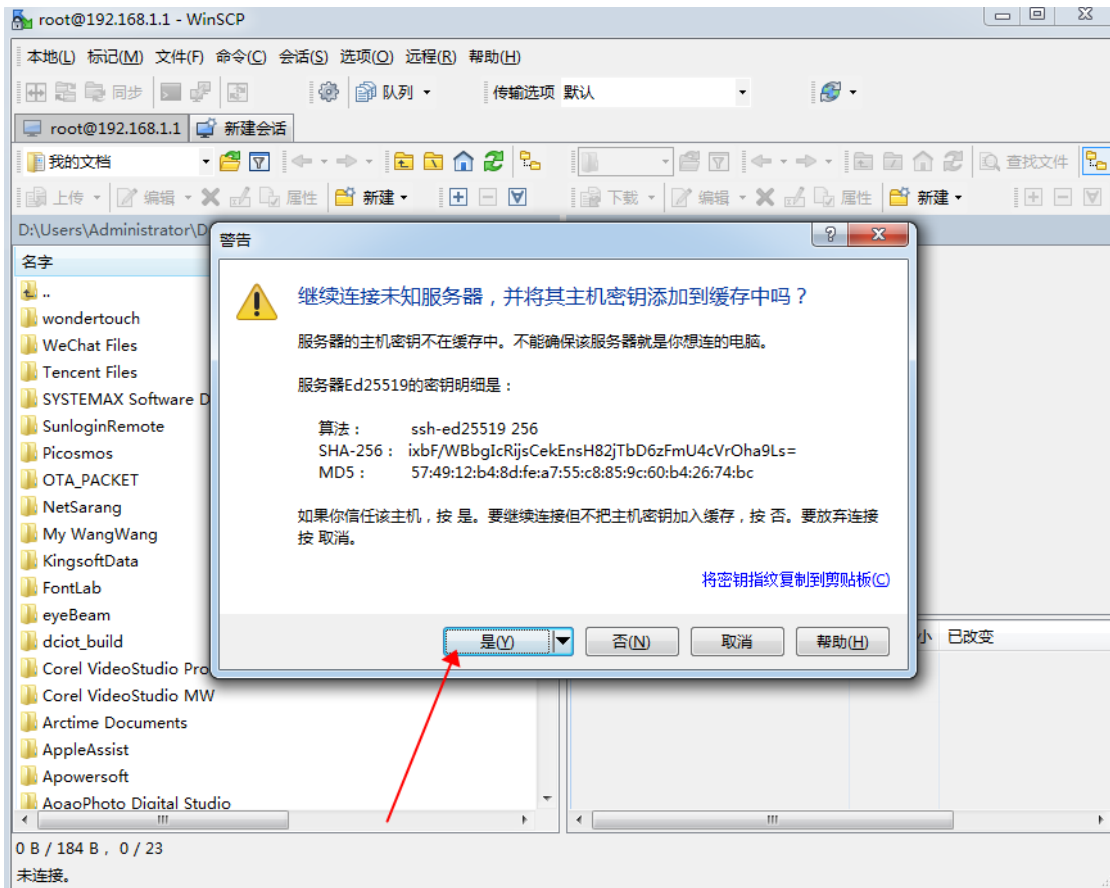 root@192.168.1.1 - WinSCP
本地(L) 标记(M) 文件(F) 命令(C) 会话(S) 选项(O) 远程(R) 帮助(H)
同步 队列 传输选项 默认
root@192.168.1.1 新建会话
我的文档 查找文件
上传 编辑 属性 新建 下载 编辑 属性 新建
D:\Users\Administrator\D
名字
..
wondertouch
WeChat Files
Tencent Files
SYSTEMAX Software D
SunloginRemote
Picosmos
OTA_PACKET
NetSarang
My WangWang
KingsoftData
FontLab
eyeBeam
dciot_build
Corel VideoStudio Pro
Corel VideoStudio MW
Arctime Documents
AppleAssist
Apowersoft
AoaoPhoto Digital Studio
警告
继续连接未知服务器，并将其主机密钥添加到缓存中吗？
服务器的主机密钥不在缓存中。不能确保该服务器就是你想连的电脑。
服务器Ed25519的密钥明细是：
算法： ssh-ed25519 256
SHA-256： ixbF/WBbgIcRijsCekEnsH82jTbD6zFmU4cVrOha9Ls=
MD5： 57:49:12:b4:8d:fe:a7:55:c8:85:9c:60:b4:26:74:bc
如果你信任该主机，按 是。要继续连接但不把主机密钥加入缓存，按 否。要放弃连接
按 取消。
将密钥指纹复制到剪贴板(C)
是(Y) 否(N) 取消 帮助(H)
小 已改变
0 B / 184 B， 0 / 23
未连接。